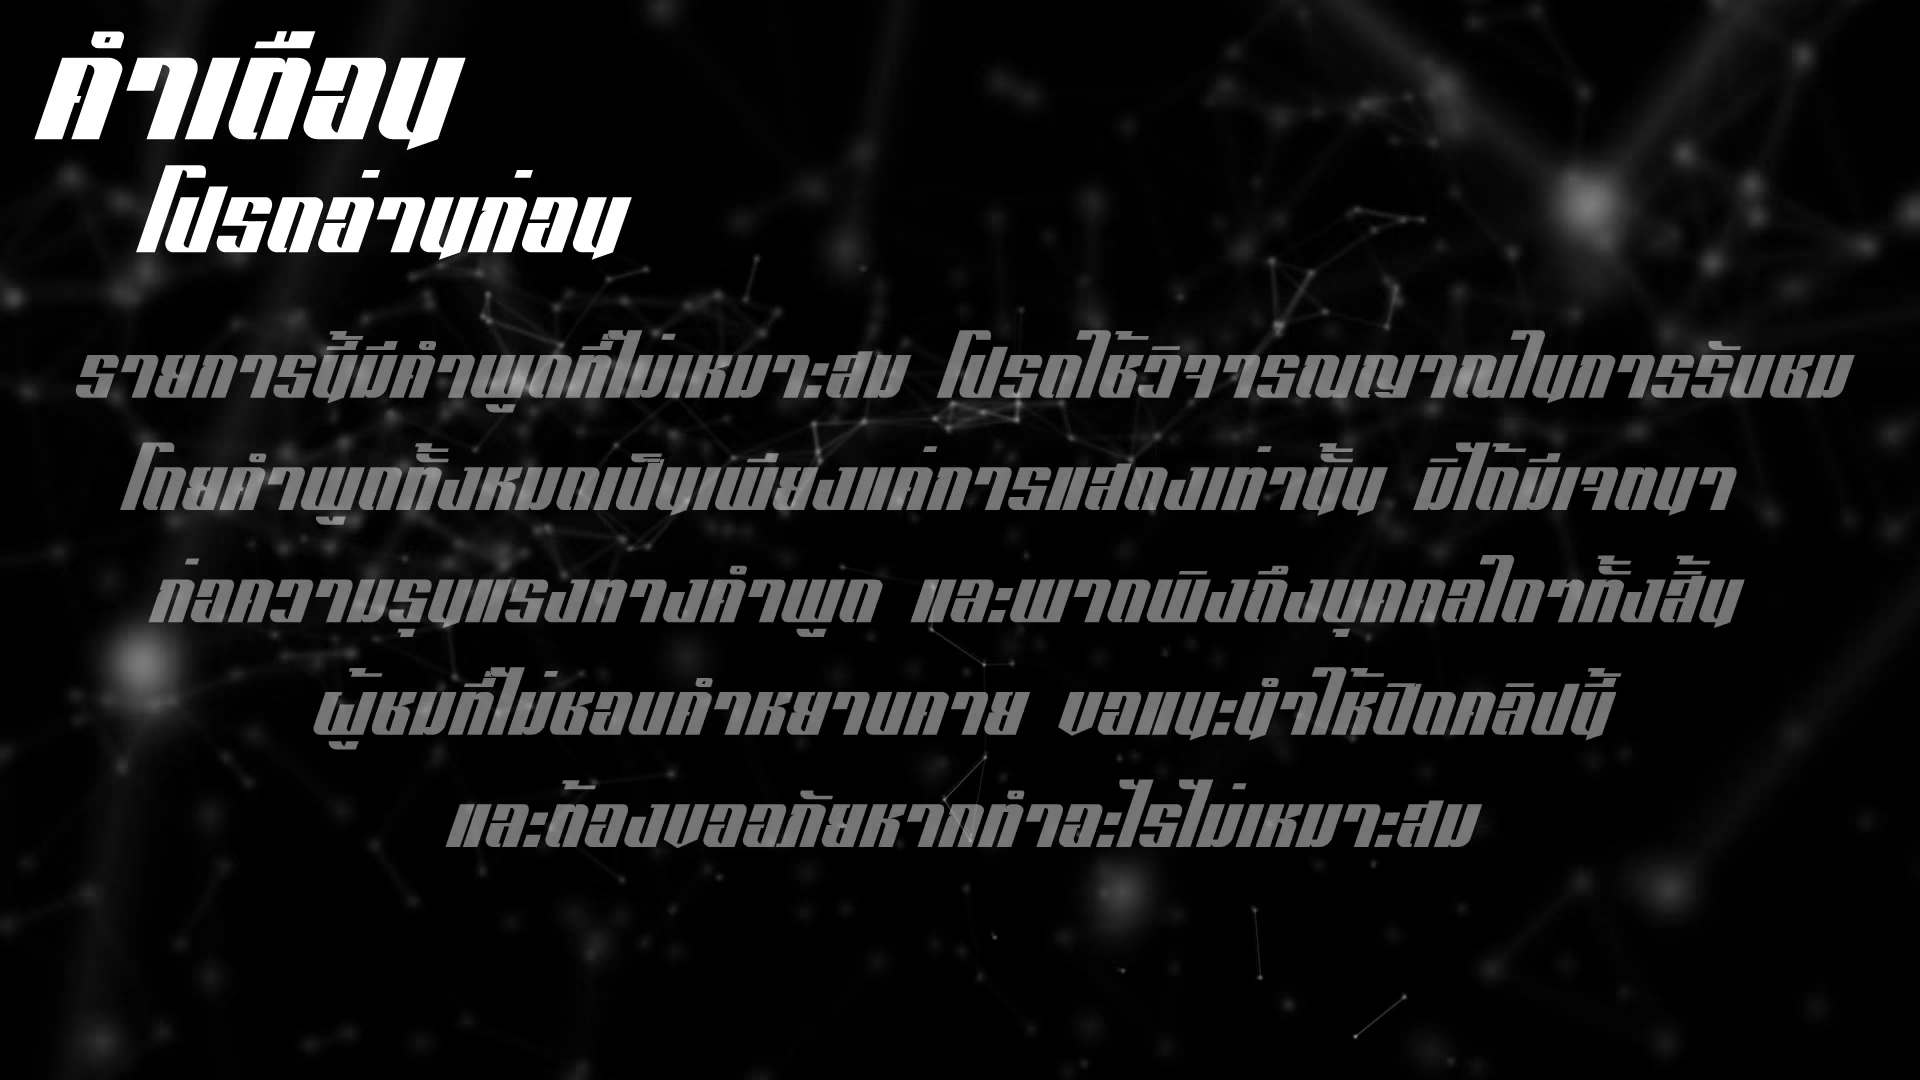 คำเตือน
โปรดอ่านก่อน
รายการนี้มีคำพูดที่ไม่เหมาะสม โปรดใช้วิจารณญาณในการรับชม
โดยคำพูดทั้งหมดเป็นเพียงแค่การแสดงเท่านั้น มิได้มีเจตนา
ก่อความรุนแรงทางคำพูด และพาดพิงถึงบุคคลใดๆทั้งสิ้น
ผู้ชมที่ไม่ชอบคำหยาบคาย ขอแนะนำให้ปิดคลิปนี้
และต้องขออภัยหากทำอะไรไม่เหมาะสม